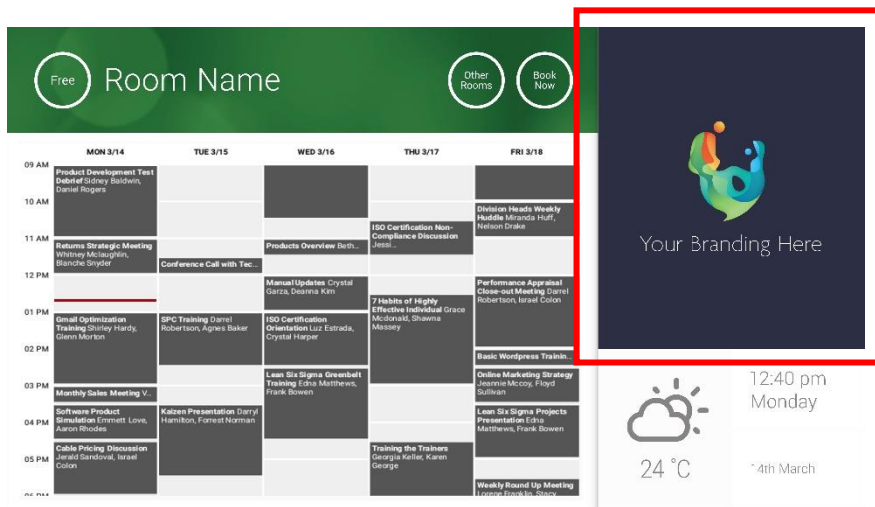 Free
Room Name
Other
Rooms
Book
Now
MON 3/14
TUE 3/15
WED 3/16
THU 3/17
FRI 3/18
09 AM
10 AM
11 AM
12 PM
01 PM
02 PM
03 PM
04 PM
05 PM
06 PM
Product Development Test
Debrief Sidney Baldwin,
Daniel Rogers
Returns Strategic Meeting
Whitney Mclaughlin,
Blanche Snyder
Gmail Optimization
Training Shirley Hardy,
Glenn Morton
Monthly Sales Meeting V..
Software Product
Simulation Emmett Love,
Aaron Rhodes
Cable Pricing Discussion
Jerald Sandoval, Israel
Colon
Conference Call with Tec...
SPC Training Darrel
Robertson, Agnes Baker
Kaizen Presentation Darryl
Hamilton, Forrest Norman
Products Overview Beth...
Manual Updates Crystal
Garza, Deanna Kim
ISO Certification
Orientation Luz Estrada,
Crystal Harper
Lean Six Sigma Greenbelt
Training Edna Matthews,
Frank Bowen
ISO Certification Non-
Compliance Discussion
Jessi...
7 Habits of Highly
Effective Individual Grace
Mcdonald, Shawna
Massey
Training the Trainers
Georgia Keller, Karen
George
Division Heads Weekly
Huddle Miranda Huff,
Nelson Drake
Performance Appraisal
Close-out Meeting Darrel
Robertson, Israel Colon
Basic Wordpress Trainin..
Online Marketing Strategy
Jeannie Mccoy, Floyd
Sullivan
Lean Six Sigma Projects
Presentation Edna
Matthews, Frank Bowen
Weekly Round Up Meeting
Lorene Franklin, Stacy
Your Branding Here
12:40 pm
Monday
24 °C
14th March